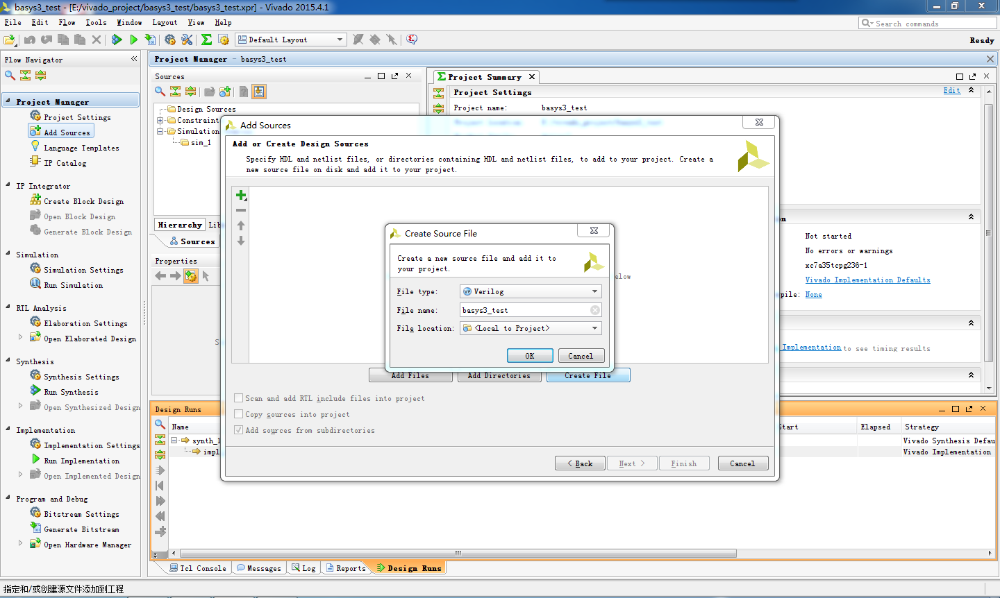 basys3_test - [E:/vivado_project/basys3_test/basys3_test.xpr] - Vivado 2015.4.1
File Edit Flow Tools Window Layout View Help
Search commands
Default Layout
Ready
Flow Navigator
Project Manager
Project Settings
Add Sources
Language Templates
IP Catalog
IP Integrator
Create Block Design
Open Block Design
Generate Block Design
Simulation
Simulation Settings
Run Simulation
RTL Analysis
Elaboration Settings
Open Elaborated Design
Synthesis
Synthesis Settings
Run Synthesis
Open Synthesized Design
Implementation
Implementation Settings
Run Implementation
Open Implemented Design
Program and Debug
Bitstream Settings
Generate Bitstream
Open Hardware Manager
Project Manager - basys3_test
Sources
Design Sources
Constraint
Simulation
sim_1
Hierarchy Lib
Sources
Properties
Project Summary
Project Settings
Edit
Project name: basys3_test
Not started
No errors or warnings
xc7a35tcpg236-1
Vivado Implementation Defaults
pile: None
Implementation to see timing results
Add Sources
Add or Create Design Sources
Specify HDL and netlist files, or directories containing HDL and netlist files, to add to your project. Create a
new source file on disk and add it to your project.
elow
Add Files Add Directories Create File
Scan and add RTL include files into project
Copy sources into project
Add sources from subdirectories
< Back Next > Finish Cancel
Create Source File
Create a new source file and add it to
your project.
File type: Verilog
File name: basys3_test
File location: <Local to Project>
OK Cancel
Design Runs
Name Start Elapsed Strategy
synth_1 Vivado Synthesis Defau
impl Vivado Implementation
Tcl Console Messages Log Reports Design Runs
指定和/或创建源文件添加到工程